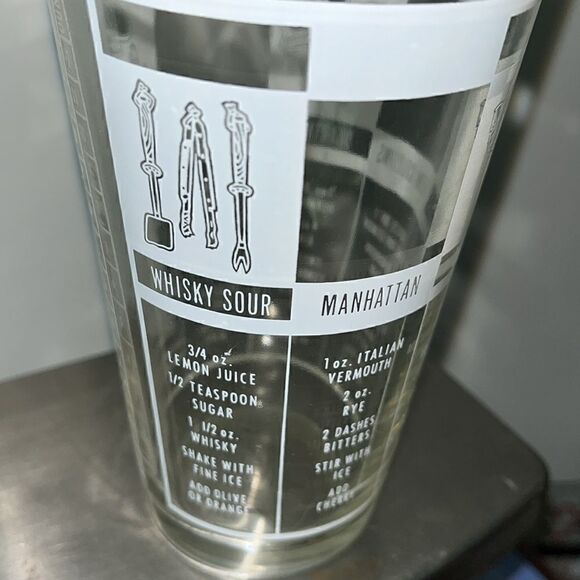 WHISKY SOUR
3/4 oz.
LEMON JUICE
1/2 TEASPOON
SUGAR
1 1/2 oz.
WHISKY
SHAKE WITH
FINE ICE
ADD OLIVE
OR ORANGE
MANHATTAN
1 oz. ITALIAN
VERMOUTH
2 oz.
RYE
2 DASHES
BITTERS
STIR WITH
ICE
ADD
CHERRY